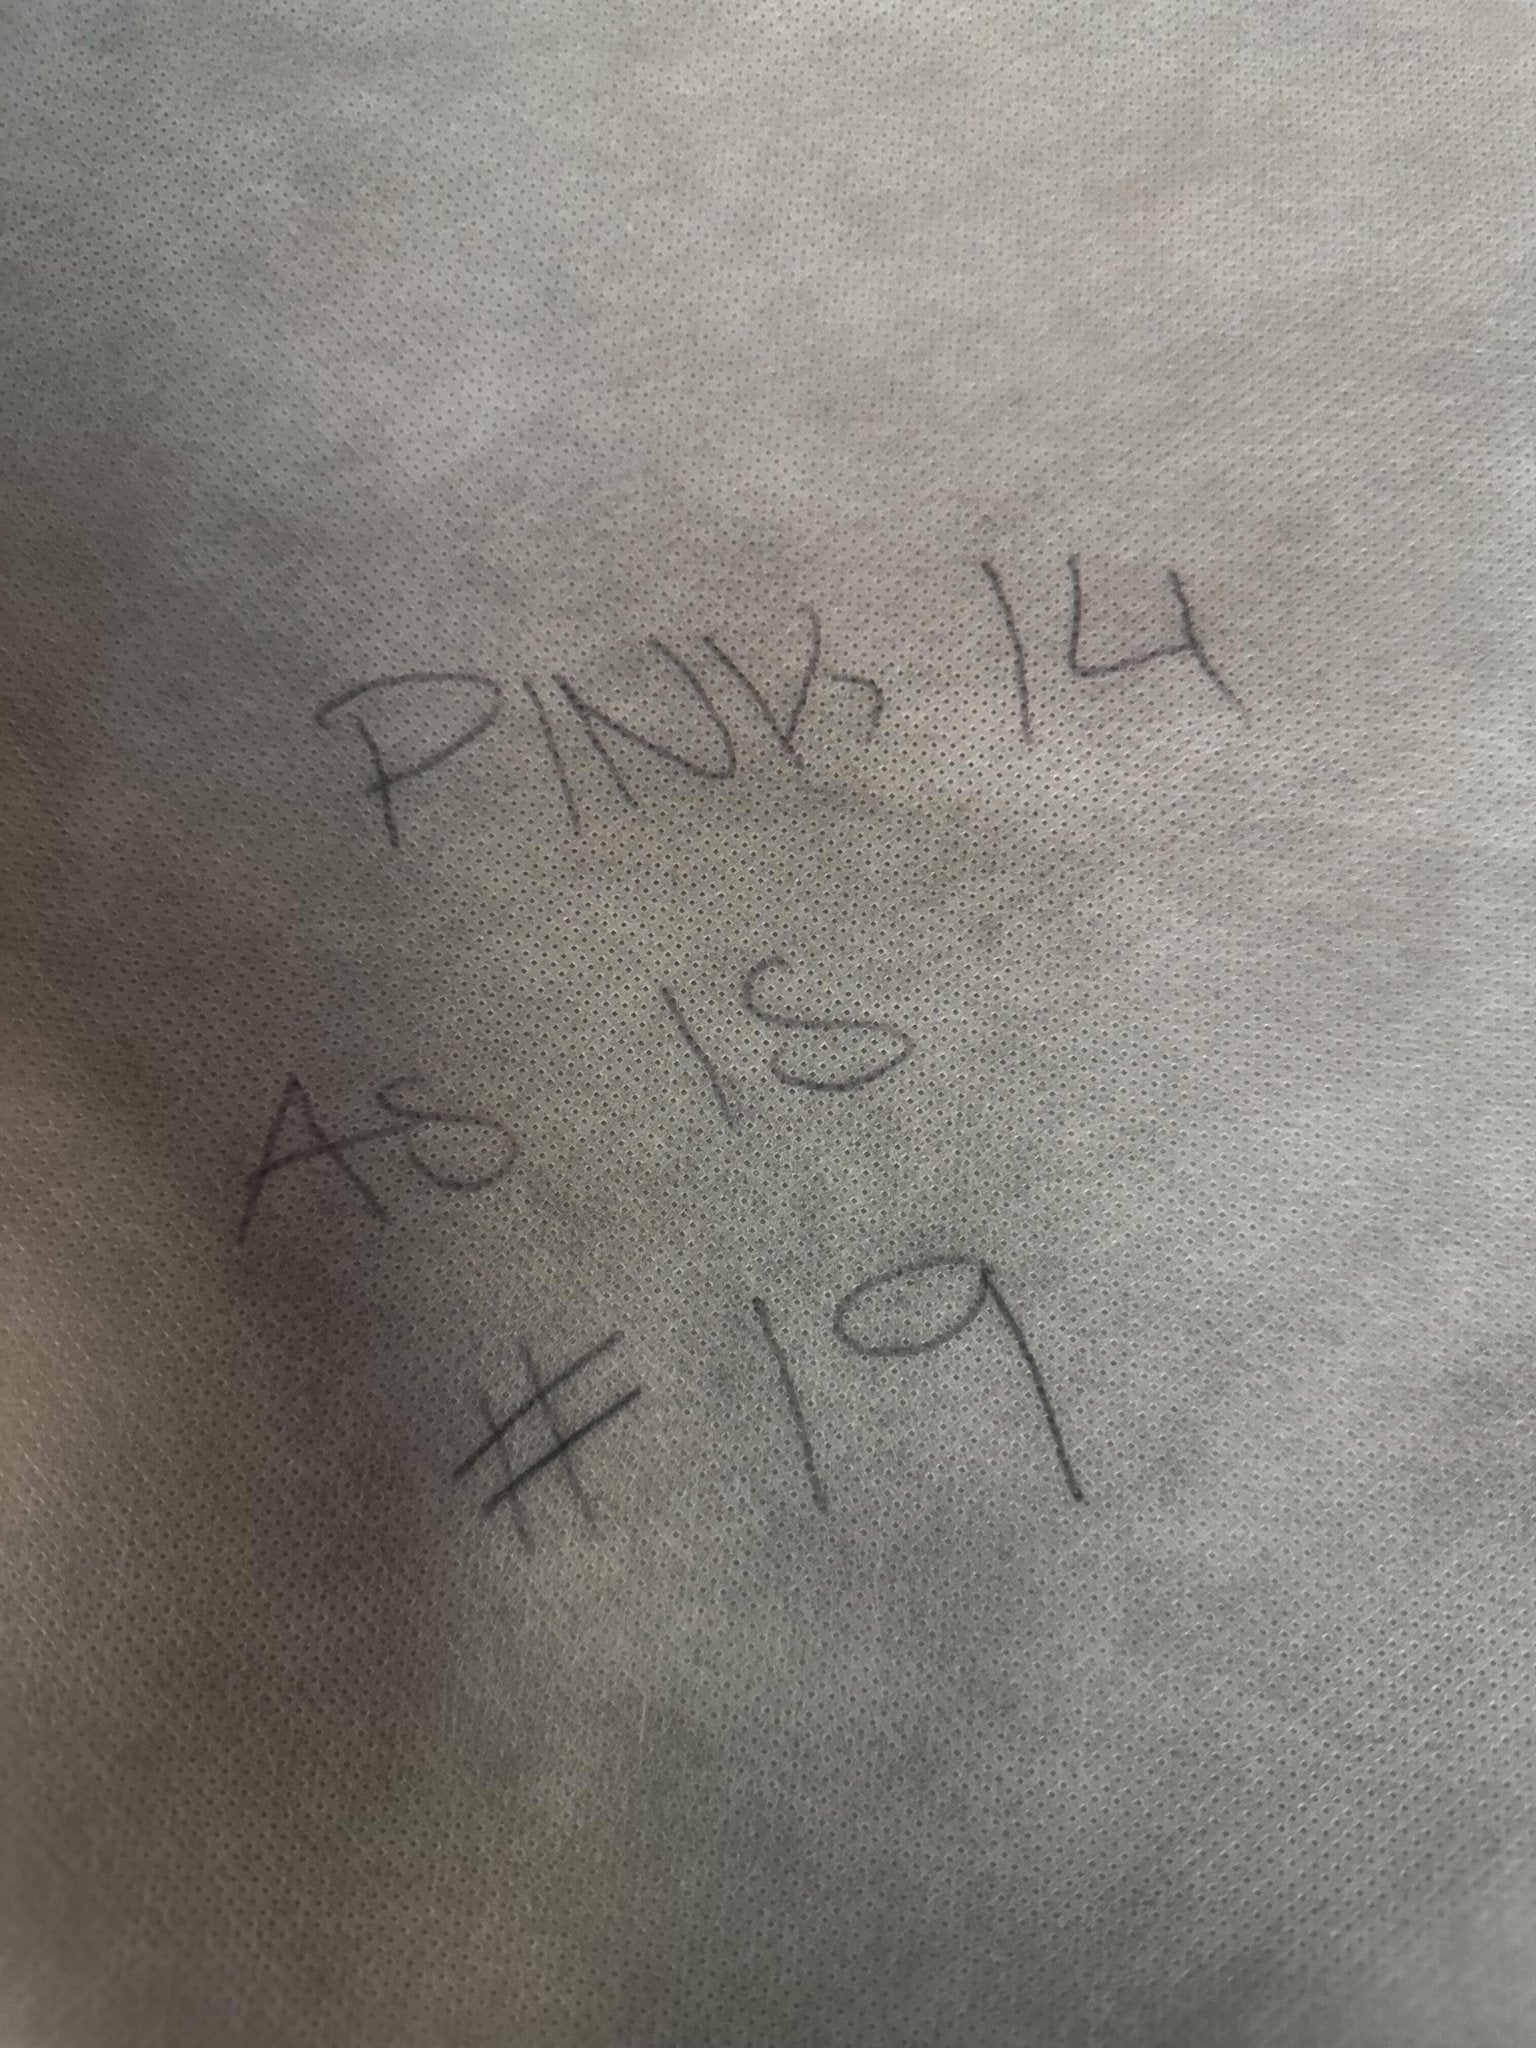 PINK 14
AS IS
# 19